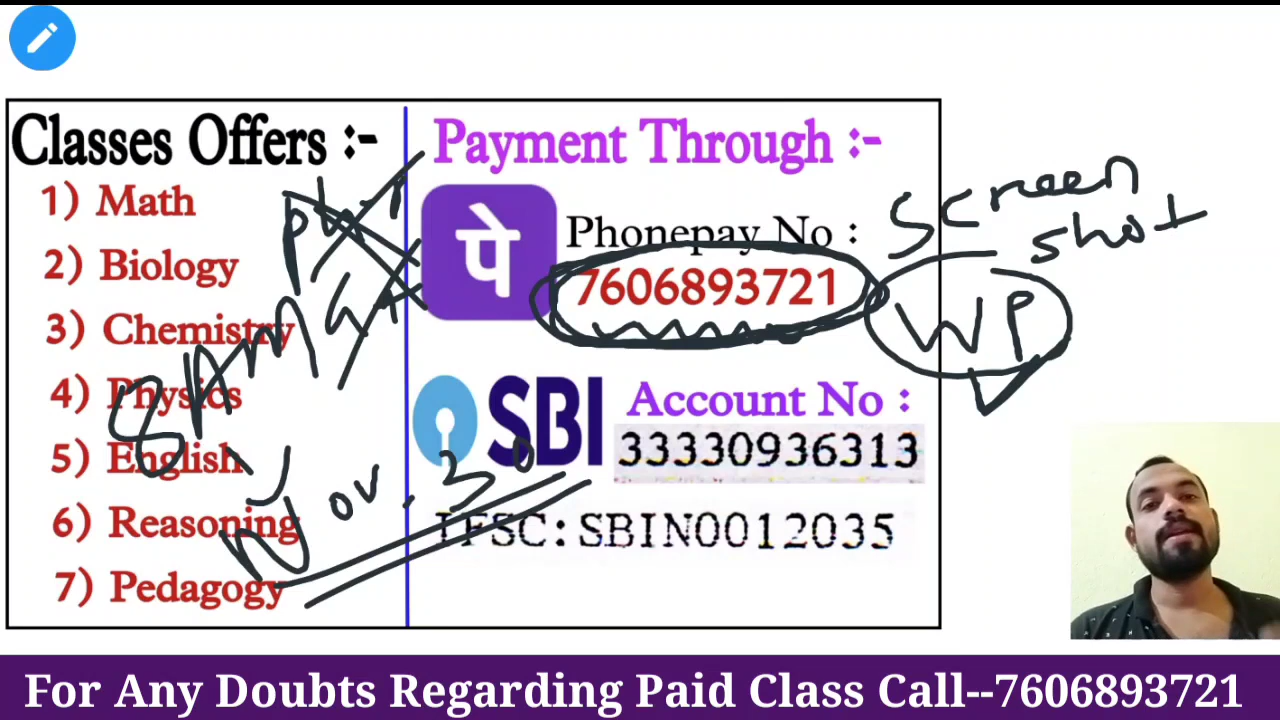 Classes Offers :-
1) Math
2) Biology
3) Chemistry
4) Physics
5) English
6) Reasoning
7) Pedagogy
8 AM
Nov. 30
Payment Through :-
पे
Phonepay No :
7606893721
Screen
shot
WP
SBI
Account No :
33330936313
IFSC:SBIN0012035
For Any Doubts Regarding Paid Class Call--7606893721